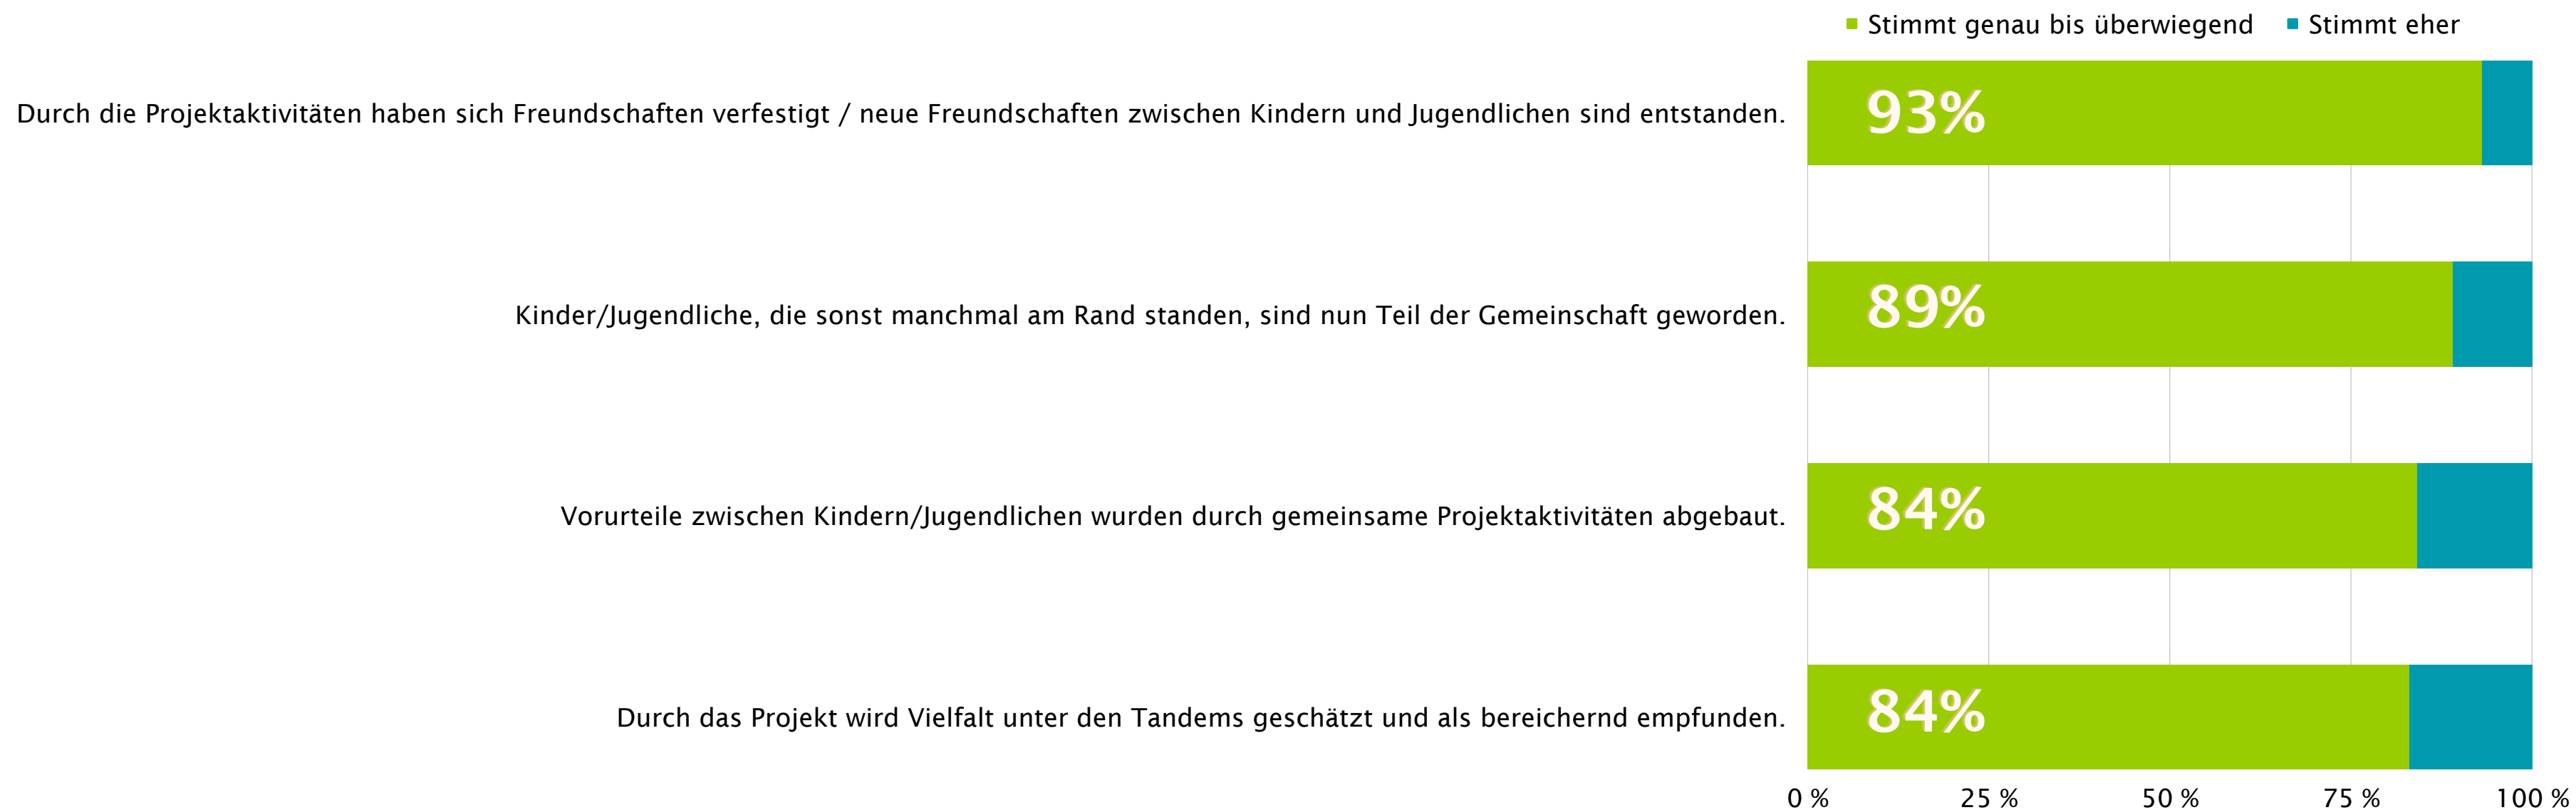 Stimmt genau bis überwiegend Stimmt eher
Durch die Projektaktivitäten haben sich Freundschaften verfestigt / neue Freundschaften zwischen Kindern und Jugendlichen sind entstanden. 93%
Kinder/Jugendliche, die sonst manchmal am Rand standen, sind nun Teil der Gemeinschaft geworden. 89%
Vorurteile zwischen Kindern/Jugendlichen wurden durch gemeinsame Projektaktivitäten abgebaut. 84%
Durch das Projekt wird Vielfalt unter den Tandems geschätzt und als bereichernd empfunden. 84%
0 % 25 % 50 % 75 % 100 %